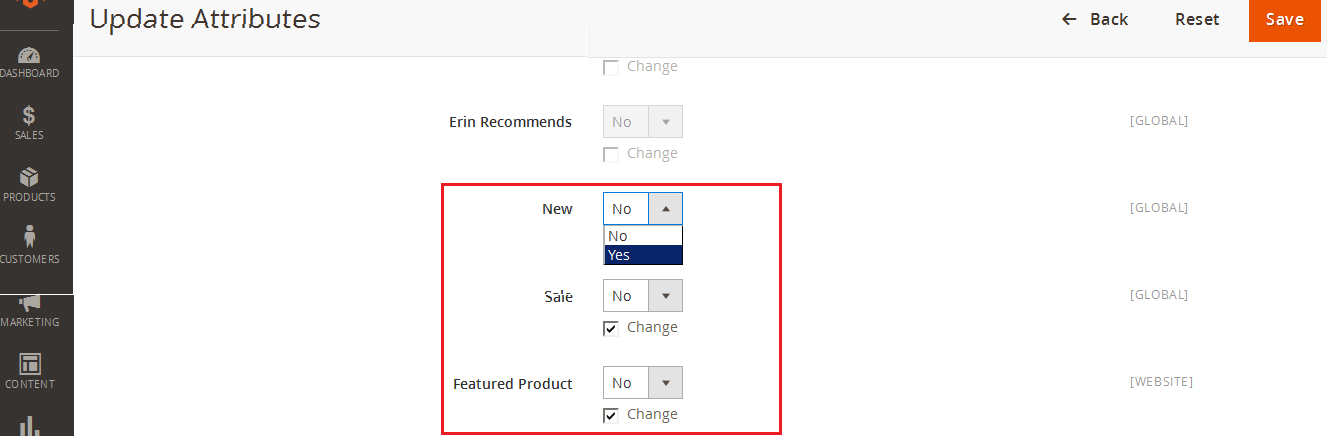 Update Attributes
Back
Reset
Save
DASHBOARD
SALES
PRODUCTS
CUSTOMERS
MARKETING
CONTENT
Change
Erin Recommends No [GLOBAL]
Change
New No [GLOBAL]
No
Yes
Sale No [GLOBAL]
Change
Featured Product No [WEBSITE]
Change